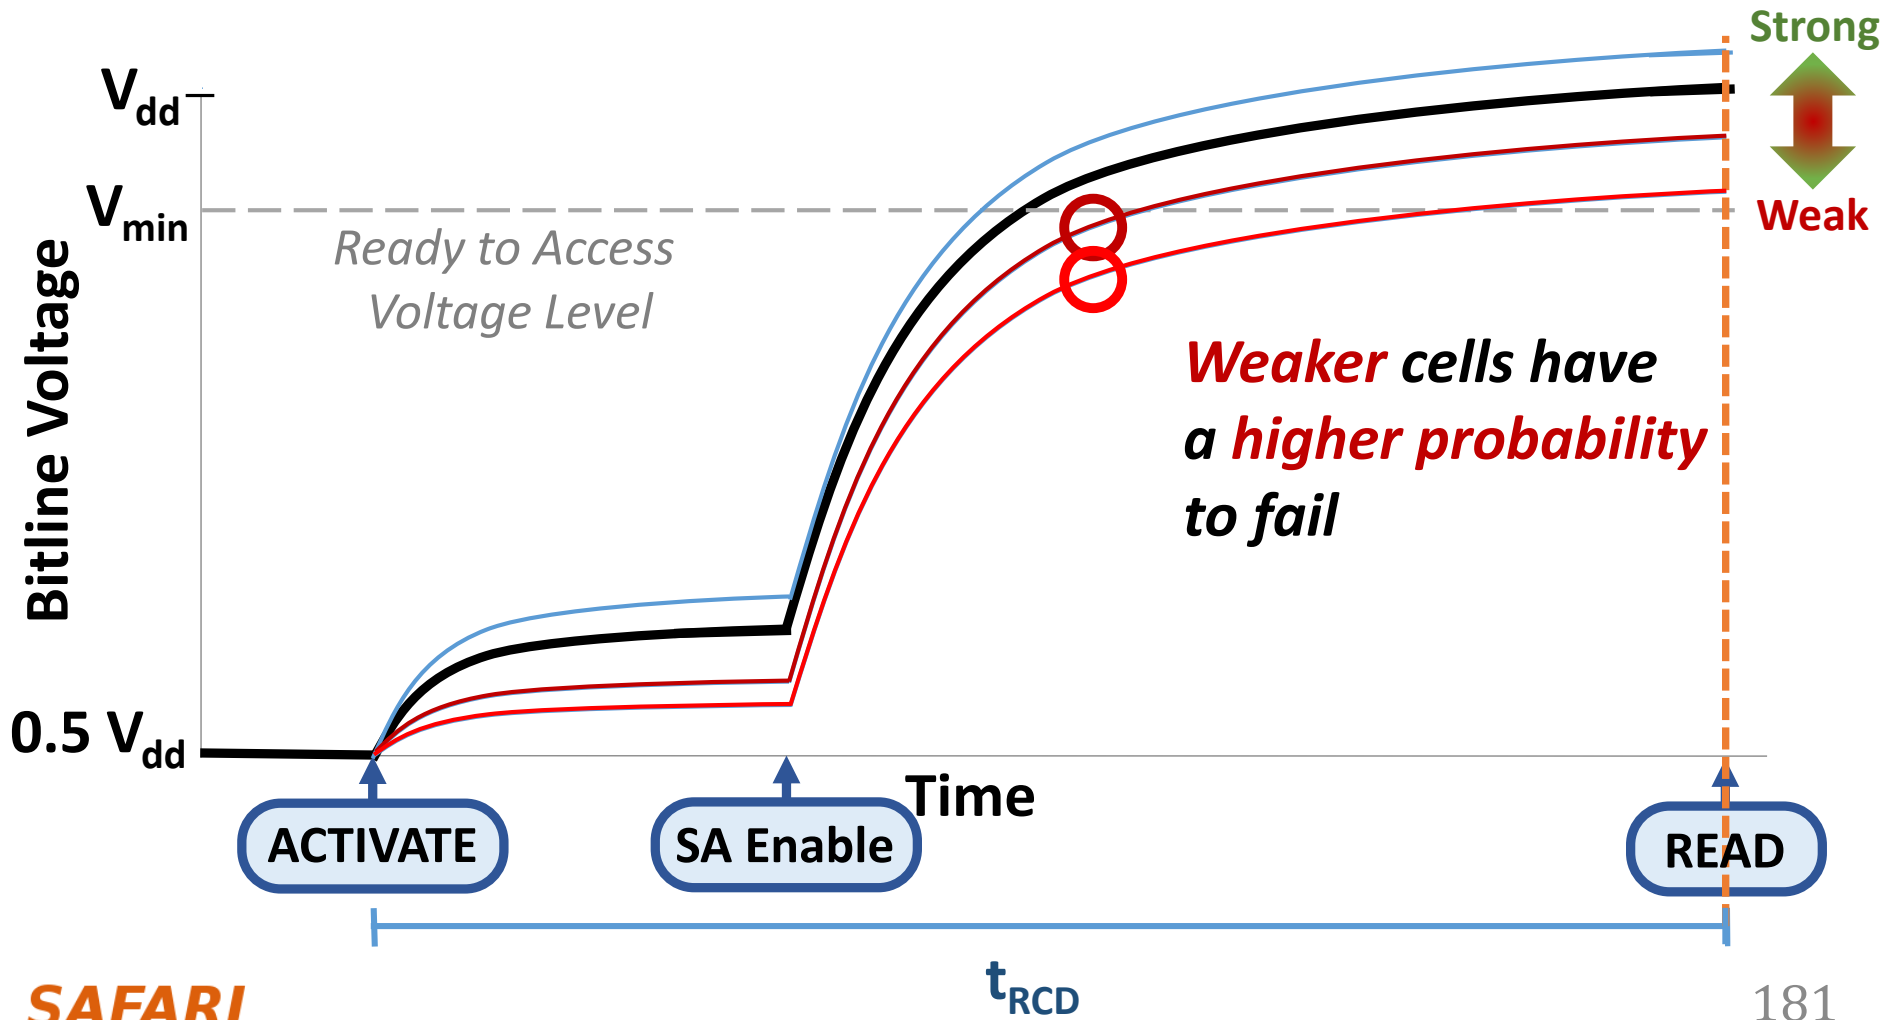 Strong
Vdd
Vmin
Weak
Ready to Access
Voltage Level
Bitline Voltage
Weaker cells have
a higher probability
to fail
0.5 Vdd
Time
ACTIVATE
SA Enable
READ
tRCD
SAFARI
181